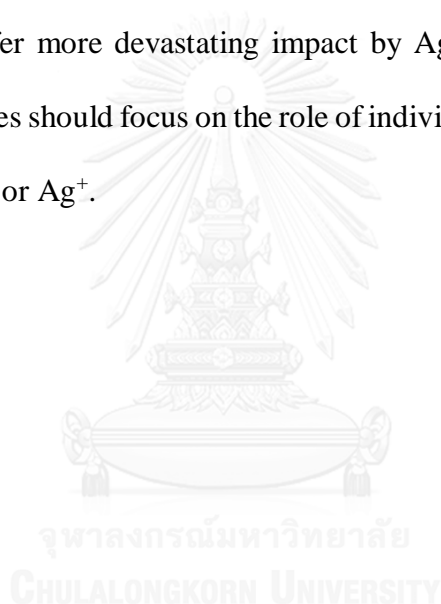 fer more devastating impact by Ag
es should focus on the role of indivi
or Ag⁺.
จุฬาลงกรณ์มหาวิทยาลัย
CHULALONGKORN UNIVERSITY